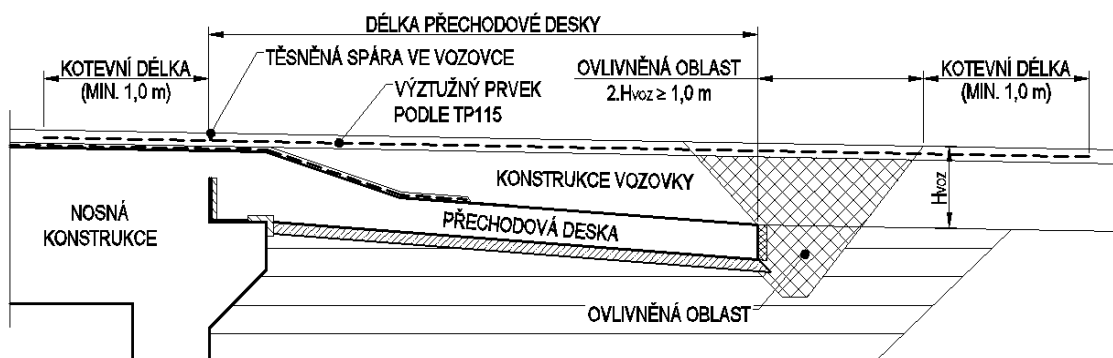 DÉLKA PŘECHODOVÉ DESKY
TĚSNĚNÁ SPÁRA VE VOZOVCE
KOTEVNÍ DÉLKA
(MIN. 1,0 m)
VÝZTUŽNÝ PRVEK
PODLE TP115
OVLIVNĚNÁ OBLAST
2.Hvoz ≥ 1,0 m
KOTEVNÍ DÉLKA
(MIN. 1,0 m)
KONSTRUKCE VOZOVKY
Hvoz
NOSNÁ
KONSTRUKCE
PŘECHODOVÁ DESKA
OVLIVNĚNÁ OBLAST